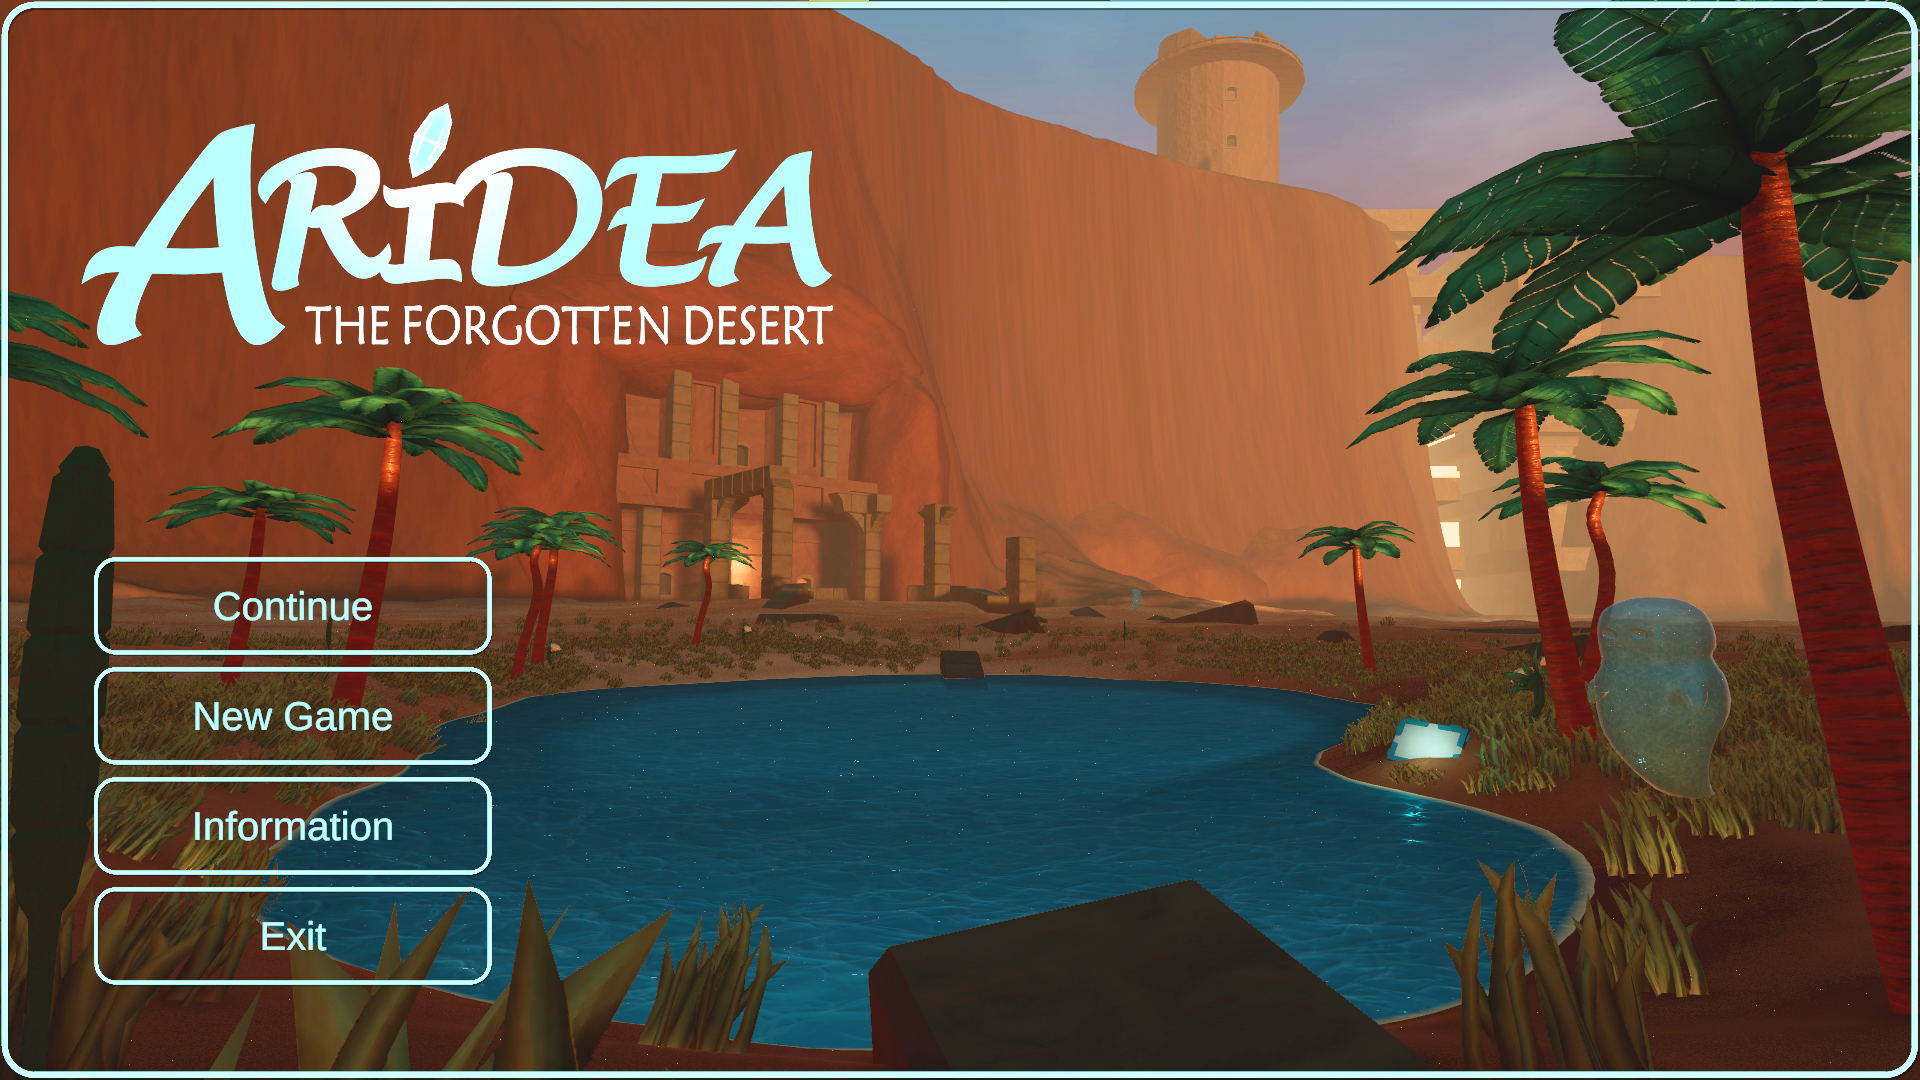 ARIDEA
THE FORGOTTEN DESERT
Continue
New Game
Information
Exit